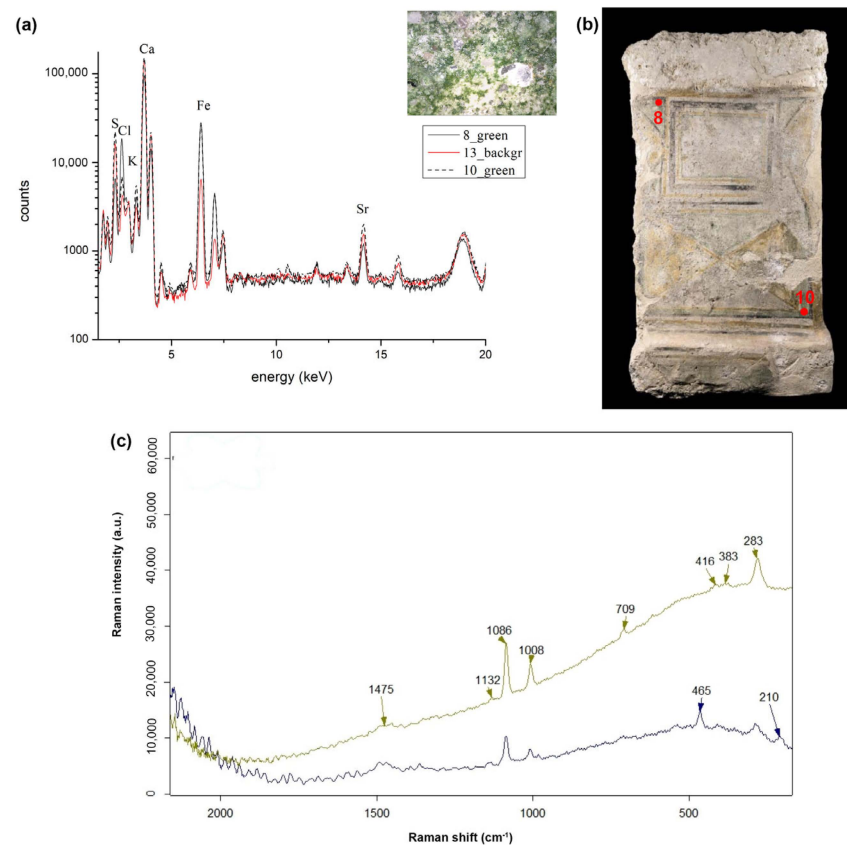 (a)
100,000
10,000
1000
100
counts
S
Cl
K
Ca
Fe
Sr
5
10
15
20
energy (keV)
8_green
13_backgr
10_green
(b)
8
10
(c)
60,000
50,000
40,000
30,000
20,000
10,000
0
Raman intensity (a.u.)
1475
1132
1086
1008
709
416
383
283
465
210
2000
1500
1000
500
Raman shift (cm⁻¹)